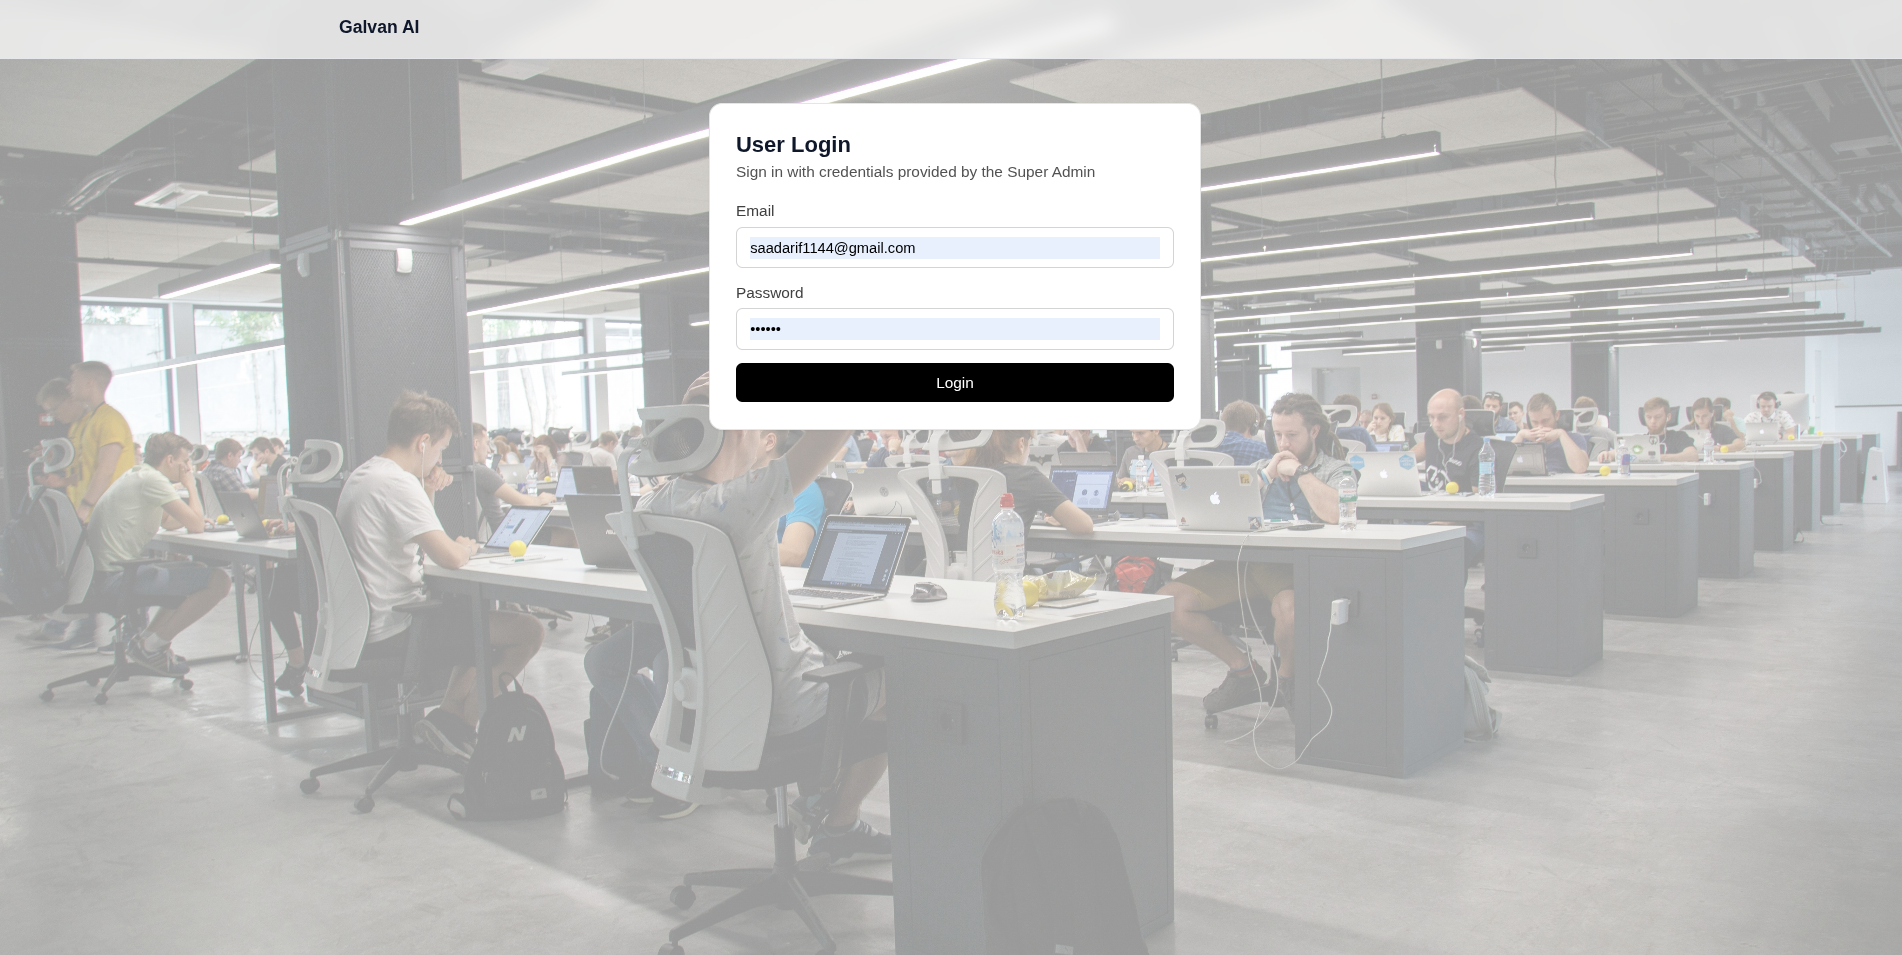 Galvan AI
User Login
Sign in with credentials provided by the Super Admin
Email
saadarif1144@gmail.com
Password
••••••
Login
N